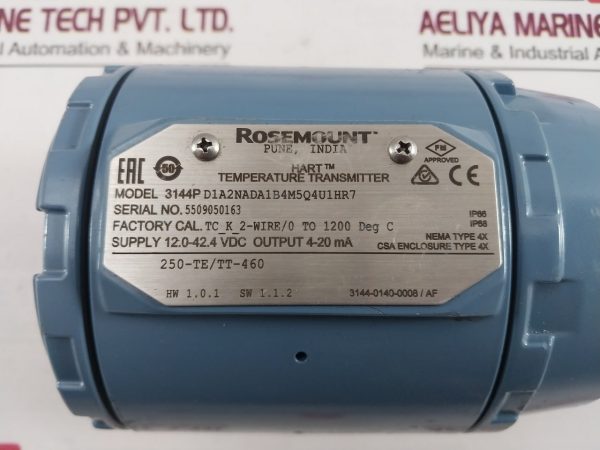 NE TECH PVT. LTD.
AELIYA MARINE
l Automation & Machinery
Marine & Industrial A
ROSEMOUNT™
PUNE, INDIA
HART™
TEMPERATURE TRANSMITTER
EAC
50
FM
APPROVED
MODEL 3144P D1A2NADA1B4M5Q4U1HR7
SERIAL NO. 5509050163
FACTORY CAL. TC_K_2-WIRE/0 TO 1200 Deg C
IP66
IP68
SUPPLY 12.0-42.4 VDC OUTPUT 4-20 mA
NEMA TYPE 4X
CSA ENCLOSURE TYPE 4X
250-TE/TT-460
HW 1.0.1 SW 1.1.2
3144-0140-0008 / AF